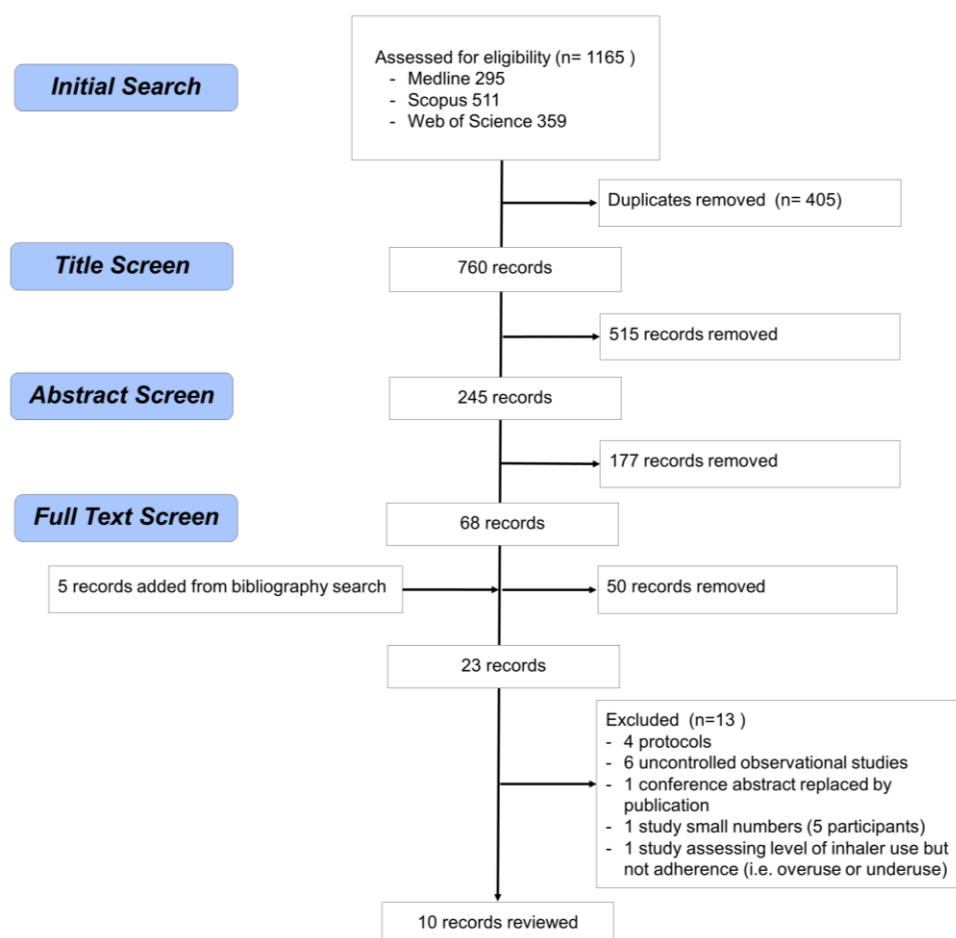 Assessed for eligibility (n= 1165 )
- Medline 295
- Scopus 511
- Web of Science 359
Initial Search
Duplicates removed (n= 405)
Title Screen
760 records
515 records removed
Abstract Screen
245 records
177 records removed
Full Text Screen
68 records
5 records added from bibliography search
50 records removed
23 records
Excluded (n=13 )
- 4 protocols
- 6 uncontrolled observational studies
- 1 conference abstract replaced by
publication
- 1 study small numbers (5 participants)
- 1 study assessing level of inhaler use but
not adherence (i.e. overuse or underuse)
10 records reviewed